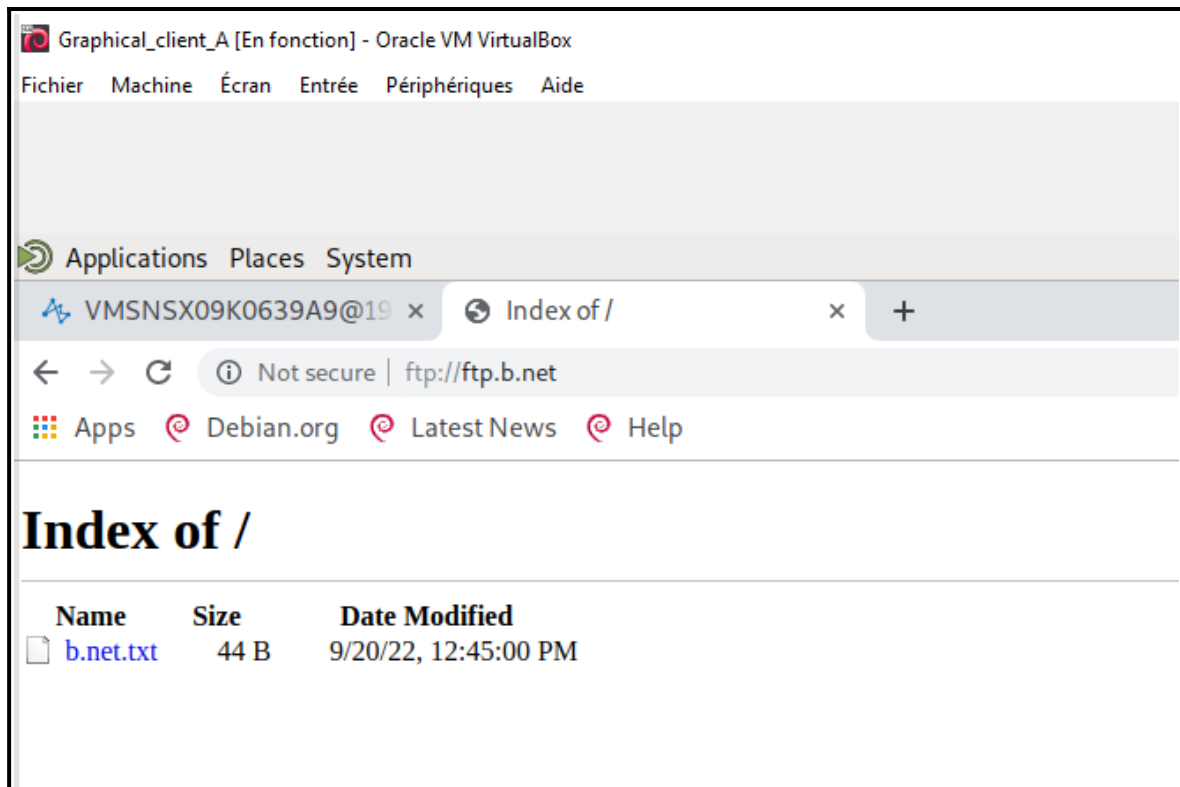 Graphical_client_A [En fonction] - Oracle VM VirtualBox
Fichier Machine Écran Entrée Périphériques Aide
Applications Places System
VMSNSX09K0639A9@19 × Index of / × +
Not secure | ftp://ftp.b.net
Apps Debian.org Latest News Help
Index of /
Name Size Date Modified
b.net.txt 44 B 9/20/22, 12:45:00 PM